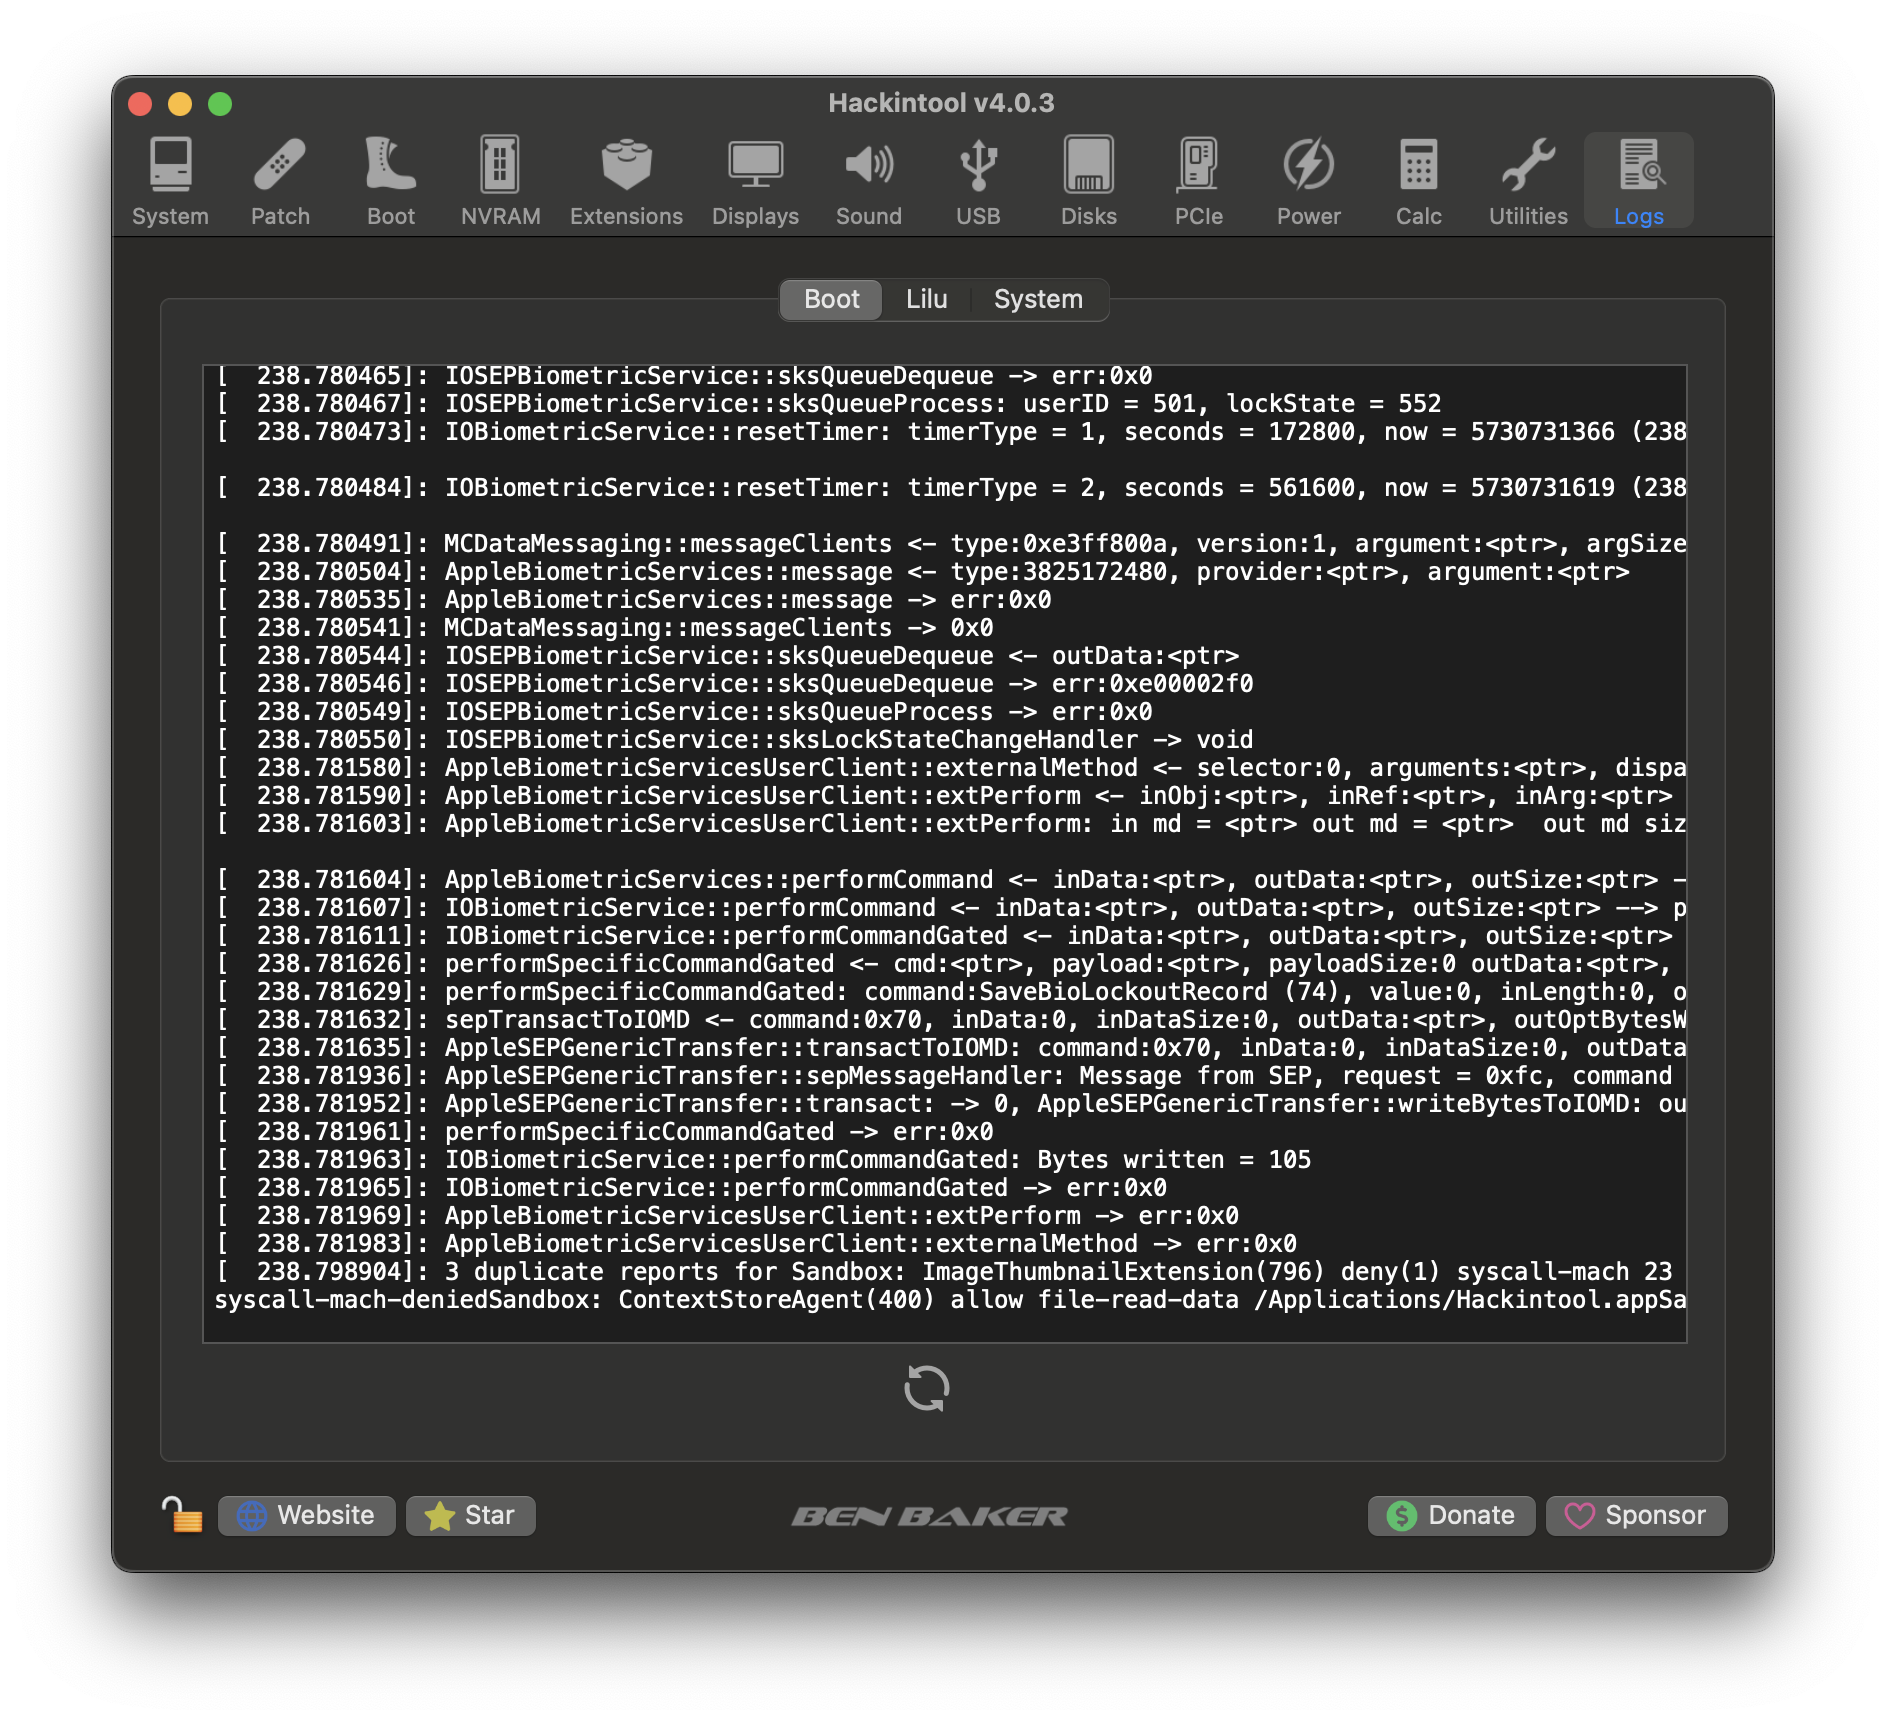 Hackintool v4.0.3
System Patch Boot NVRAM Extensions Displays Sound USB Disks PCIe Power Calc Utilities Logs
Boot Lilu System
[  238.780465]: IOSEPBiometricService::sksQueueDequeue -> err:0x0
[  238.780467]: IOSEPBiometricService::sksQueueProcess: userID = 501, lockState = 552
[  238.780473]: IOBiometricService::resetTimer: timerType = 1, seconds = 172800, now = 5730731366 (238
[  238.780484]: IOBiometricService::resetTimer: timerType = 2, seconds = 561600, now = 5730731619 (238
[  238.780491]: MCDataMessaging::messageClients <- type:0xe3ff800a, version:1, argument:<ptr>, argSize
[  238.780504]: AppleBiometricServices::message <- type:3825172480, provider:<ptr>, argument:<ptr>
[  238.780535]: AppleBiometricServices::message -> err:0x0
[  238.780541]: MCDataMessaging::messageClients -> 0x0
[  238.780544]: IOSEPBiometricService::sksQueueDequeue <- outData:<ptr>
[  238.780546]: IOSEPBiometricService::sksQueueDequeue -> err:0xe00002f0
[  238.780549]: IOSEPBiometricService::sksQueueProcess -> err:0x0
[  238.780550]: IOSEPBiometricService::sksLockStateChangeHandler -> void
[  238.781580]: AppleBiometricServicesUserClient::externalMethod <- selector:0, arguments:<ptr>, dispa
[  238.781590]: AppleBiometricServicesUserClient::extPerform <- inObj:<ptr>, inRef:<ptr>, inArg:<ptr>
[  238.781603]: AppleBiometricServicesUserClient::extPerform: in md = <ptr> out md = <ptr>  out md siz
[  238.781604]: AppleBiometricServices::performCommand <- inData:<ptr>, outData:<ptr>, outSize:<ptr> -
[  238.781607]: IOBiometricService::performCommand <- inData:<ptr>, outData:<ptr>, outSize:<ptr> --> p
[  238.781611]: IOBiometricService::performCommandGated <- inData:<ptr>, outData:<ptr>, outSize:<ptr>
[  238.781626]: performSpecificCommandGated <- cmd:<ptr>, payload:<ptr>, payloadSize:0 outData:<ptr>,
[  238.781629]: performSpecificCommandGated: command:SaveBioLockoutRecord (74), value:0, inLength:0, o
[  238.781632]: sepTransactToIOMD <- command:0x70, inData:0, inDataSize:0, outData:<ptr>, outOptBytesW
[  238.781635]: AppleSEPGenericTransfer::transactToIOMD: command:0x70, inData:0, inDataSize:0, outData
[  238.781936]: AppleSEPGenericTransfer::sepMessageHandler: Message from SEP, request = 0xfc, command
[  238.781952]: AppleSEPGenericTransfer::transact: -> 0, AppleSEPGenericTransfer::writeBytesToIOMD: ou
[  238.781961]: performSpecificCommandGated -> err:0x0
[  238.781963]: IOBiometricService::performCommandGated: Bytes written = 105
[  238.781965]: IOBiometricService::performCommandGated -> err:0x0
[  238.781969]: AppleBiometricServicesUserClient::extPerform -> err:0x0
[  238.781983]: AppleBiometricServicesUserClient::externalMethod -> err:0x0
[  238.798904]: 3 duplicate reports for Sandbox: ImageThumbnailExtension(796) deny(1) syscall-mach 23
syscall-mach-deniedSandbox: ContextStoreAgent(400) allow file-read-data /Applications/Hackintool.appSa
Website Star BEN BAKER Donate Sponsor